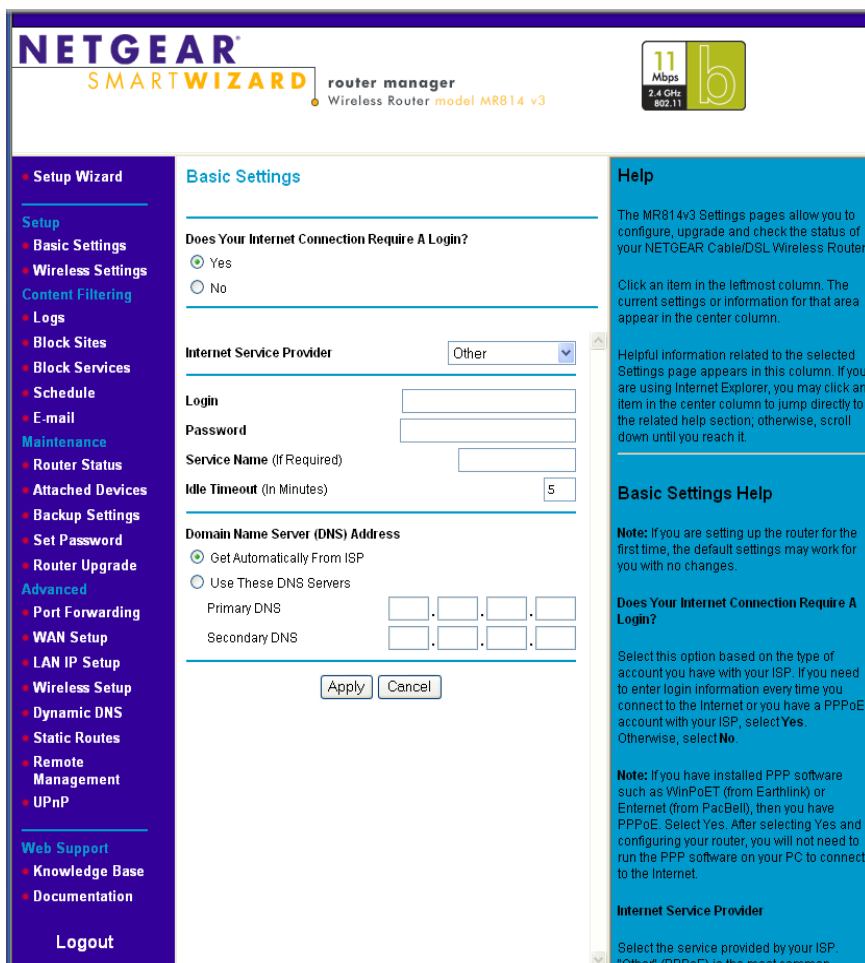 NETGEAR
SMARTWIZARD
router manager
Wireless Router model MR814 v3
11
Mbps
2.4 GHz
802.11
b
Setup Wizard
Setup
Basic Settings
Wireless Settings
Content Filtering
Logs
Block Sites
Block Services
Schedule
E-mail
Maintenance
Router Status
Attached Devices
Backup Settings
Set Password
Router Upgrade
Advanced
Port Forwarding
WAN Setup
LAN IP Setup
Wireless Setup
Dynamic DNS
Static Routes
Remote
Management
UPnP
Web Support
Knowledge Base
Documentation
Logout
Basic Settings
Does Your Internet Connection Require A Login?
Yes
No
Internet Service Provider
Other
Login
Password
Service Name (If Required)
Idle Timeout (In Minutes)
5
Domain Name Server (DNS) Address
Get Automatically From ISP
Use These DNS Servers
Primary DNS
. . .
Secondary DNS
. . .
Apply
Cancel
Help
The MR814v3 Settings pages allow you to
configure, upgrade and check the status of
your NETGEAR Cable/DSL Wireless Router
Click an item in the leftmost column. The
current settings or information for that area
appear in the center column.
Helpful information related to the selected
Settings page appears in this column. If you
are using Internet Explorer, you may click an
item in the center column to jump directly to
the related help section; otherwise, scroll
down until you reach it.
Basic Settings Help
Note: If you are setting up the router for the
first time, the default settings may work for
you with no changes.
Does Your Internet Connection Require A
Login?
Select this option based on the type of
account you have with your ISP. If you need
to enter login information every time you
connect to the Internet or you have a PPPoE
account with your ISP, select Yes.
Otherwise, select No.
Note: If you have installed PPP software
such as WinPoET (from Earthlink) or
Enternet (from PacBell), then you have
PPPoE. Select Yes. After selecting Yes and
configuring your router, you will not need to
run the PPP software on your PC to connect
to the Internet.
Internet Service Provider
Select the service provided by your ISP.
"Other" (PPPoE) is the most common